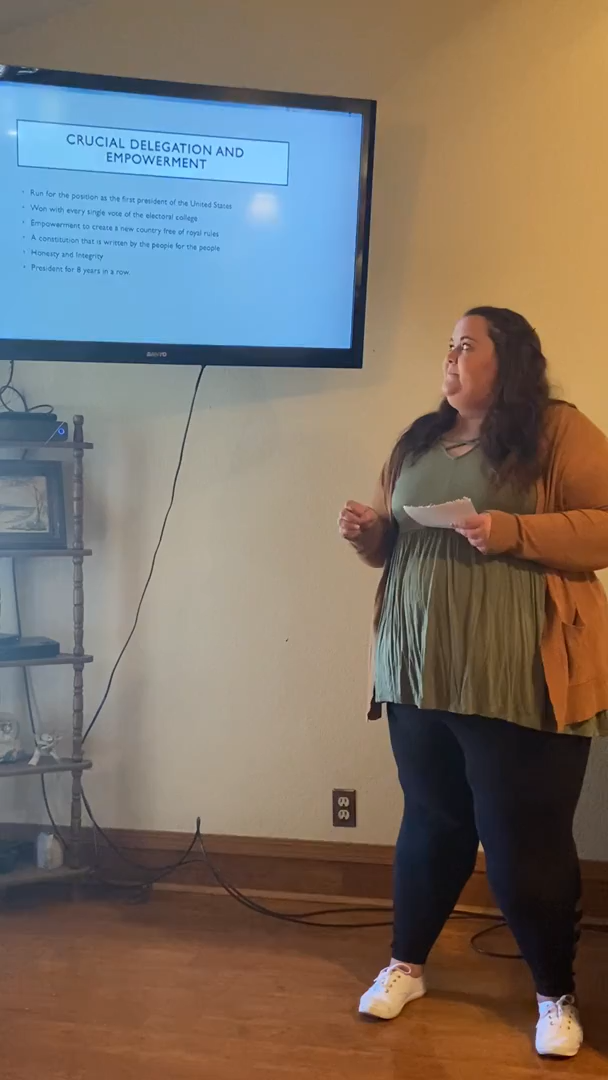 CRUCIAL DELEGATION AND
EMPOWERMENT
• Run for the position as the first president of the United States
• Won with every single vote of the electoral college
• Empowerment to create a new country free of royal rules
• A constitution that is written by the people for the people
• Honesty and Integrity
• President for 8 years in a row
SANYO